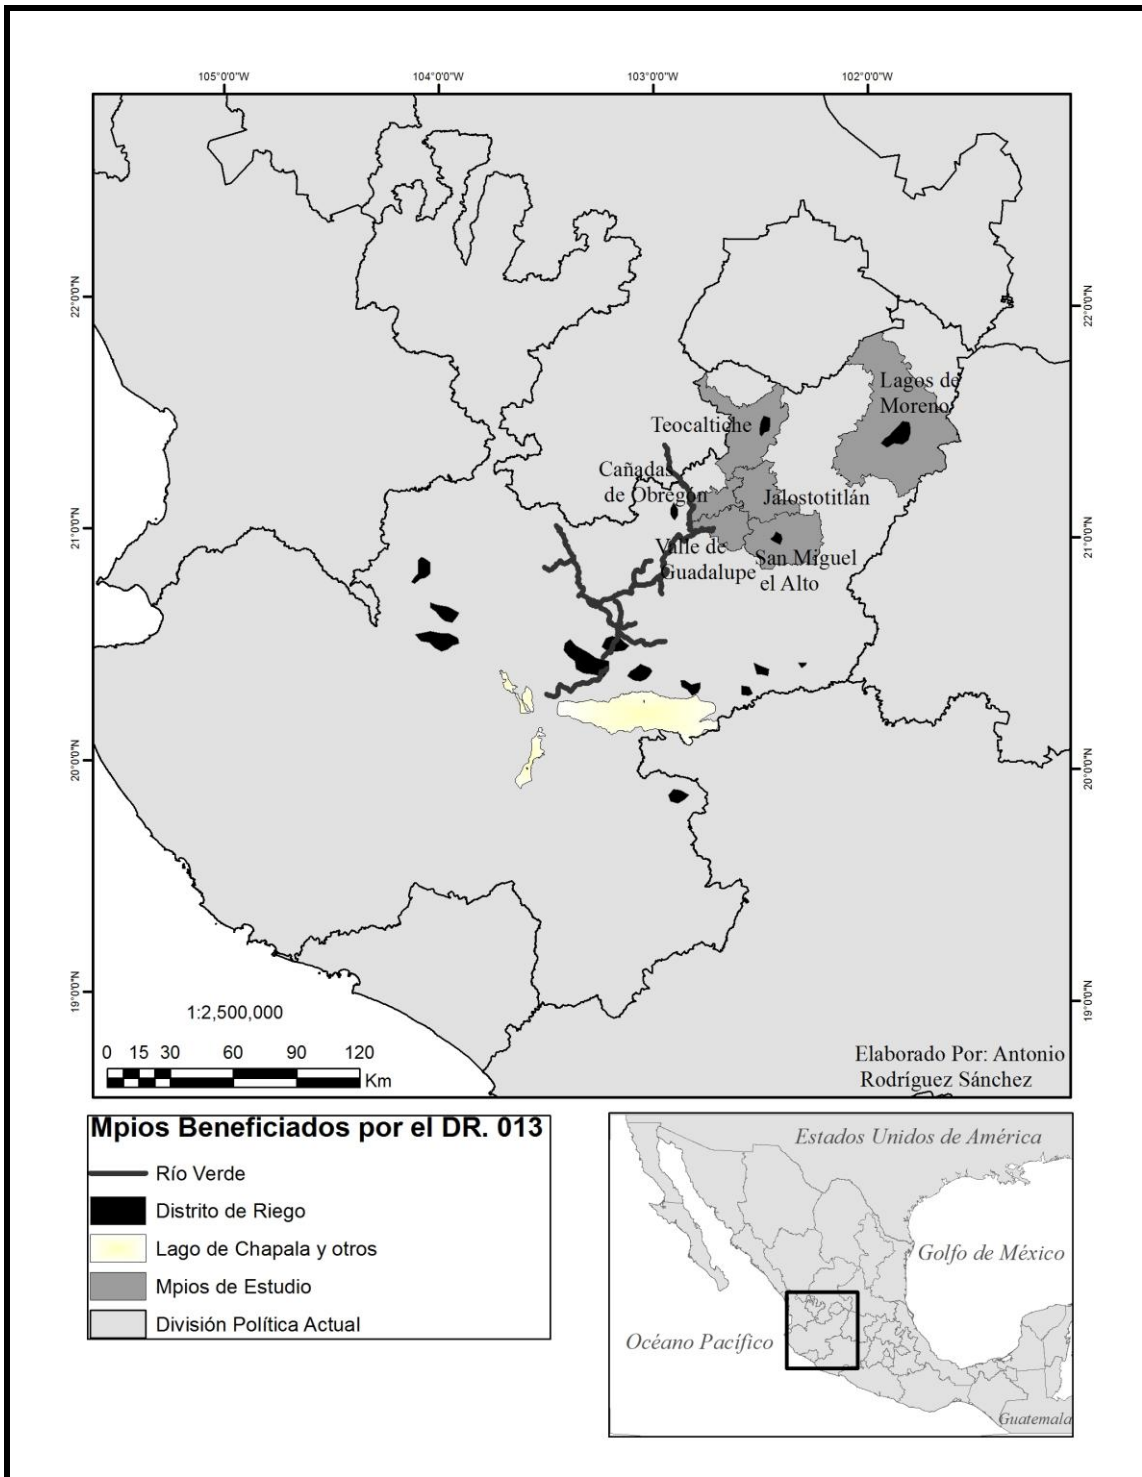 105°0'0"W
104°0'0"W
103°0'0"W
102°0'0"W
22°0'0"N
22°0'0"N
21°0'0"N
21°0'0"N
20°0'0"N
20°0'0"N
19°0'0"N
19°0'0"N
Lagos de
Moreno
Teocaltiche
Cañadas
de Obregón
Jalostotitlán
Valle de
Guadalupe
San Miguel
el Alto
1:2,500,000
0 15 30 60 90 120
Km
Elaborado Por: Antonio
Rodríguez Sánchez
Mpios Beneficiados por el DR. 013
Río Verde
Distrito de Riego
Lago de Chapala y otros
Mpios de Estudio
División Política Actual
Estados Unidos de América
Golfo de México
Océano Pacífico
Guatemala